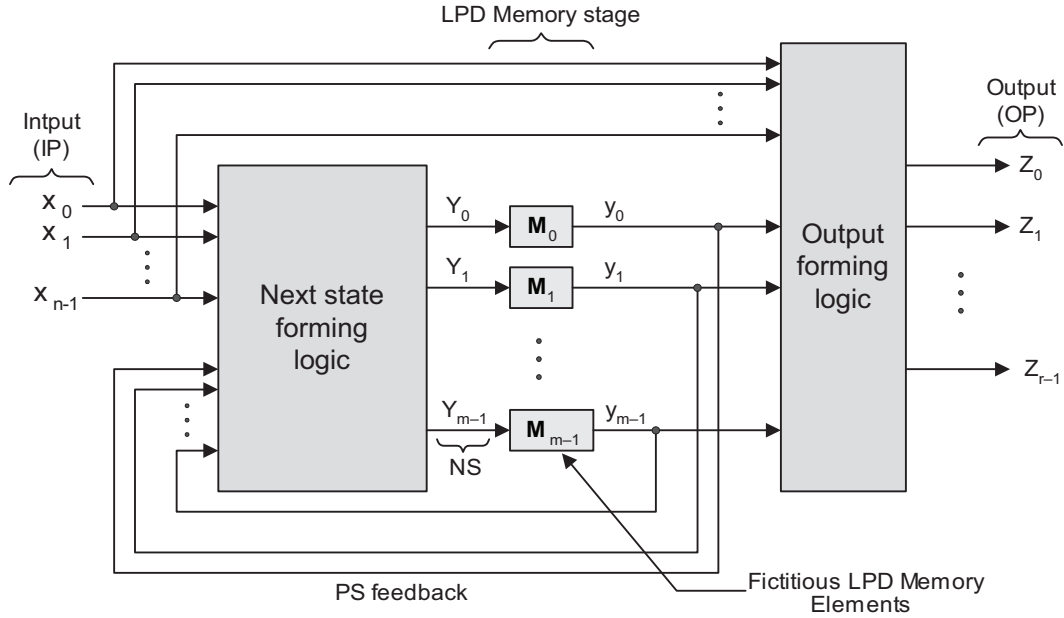 LPD Memory stage
Intput
(IP)
Output
(OP)
x 0
x 1
x n-1
Next state
forming
logic
Y0
M0
y0
Y1
M1
y1
Ym–1
Mm–1
ym–1
NS
Output
forming
logic
Z0
Z1
Zr–1
PS feedback
Fictitious LPD Memory
Elements